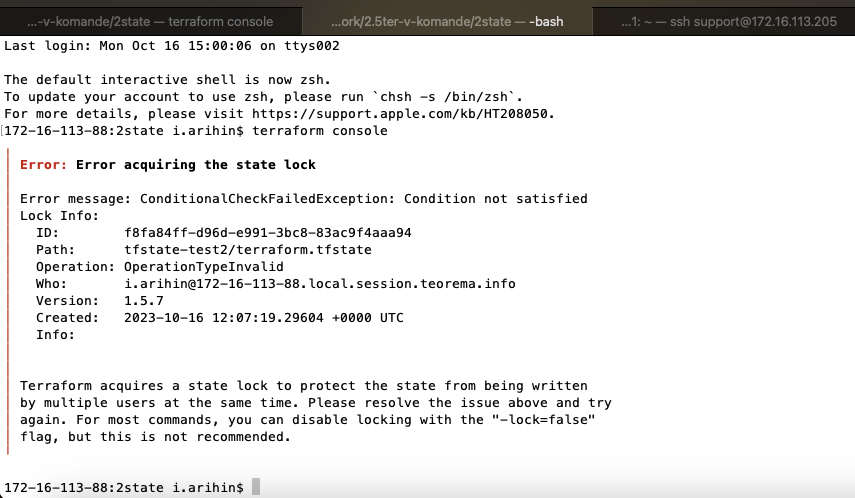 ...-v-komande/2state — terraform console
...ork/2.5ter-v-komande/2state — -bash
...1: ~ — ssh support@172.16.113.205
Last login: Mon Oct 16 15:00:06 on ttys002
The default interactive shell is now zsh.
To update your account to use zsh, please run `chsh -s /bin/zsh`.
For more details, please visit https://support.apple.com/kb/HT208050.
[172-16-113-88:2state i.arihin$ terraform console
Error: Error acquiring the state lock
Error message: ConditionalCheckFailedException: Condition not satisfied
Lock Info:
ID: f8fa84ff-d96d-e991-3bc8-83ac9f4aaa94
Path: tfstate-test2/terraform.tfstate
Operation: OperationTypeInvalid
Who: i.arihin@172-16-113-88.local.session.teorema.info
Version: 1.5.7
Created: 2023-10-16 12:07:19.29604 +0000 UTC
Info:
Terraform acquires a state lock to protect the state from being written
by multiple users at the same time. Please resolve the issue above and try
again. For most commands, you can disable locking with the "-lock=false"
flag, but this is not recommended.
172-16-113-88:2state i.arihin$